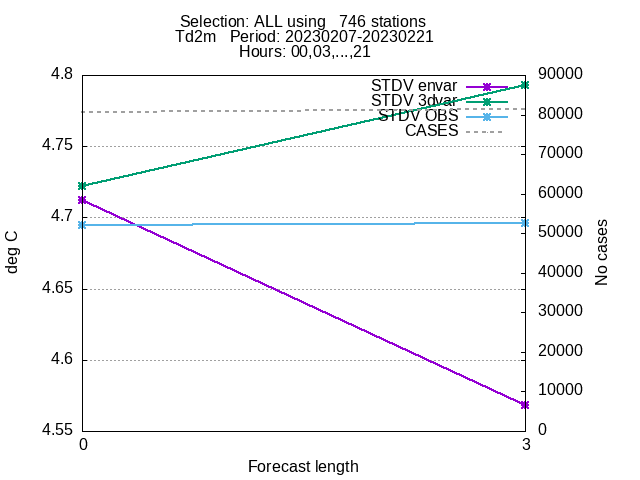 Selection: ALL using   746 stations
Td2m   Period: 20230207-20230221
Hours: 00,03,...,21
4.8
4.75
4.7
4.65
4.6
4.55
90000
80000
70000
60000
50000
40000
30000
20000
10000
0
STDV envar
STDV 3dvar
STDV OBS
CASES
deg C
No cases
0
3
Forecast length